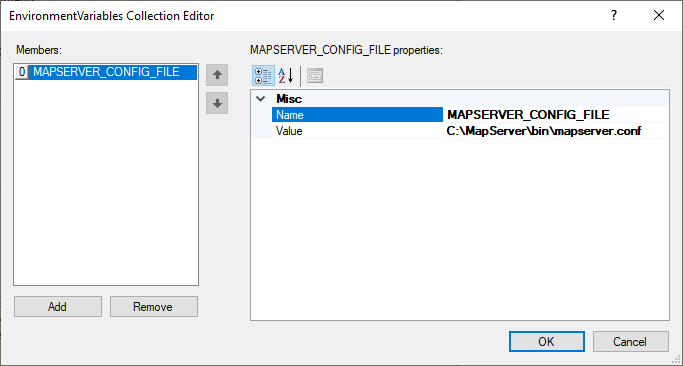 EnvironmentVariables Collection Editor
?
Members:
0 MAPSERVER_CONFIG_FILE
MAPSERVER_CONFIG_FILE properties:
A
Z
Misc
Name MAPSERVER_CONFIG_FILE
Value C:\MapServer\bin\mapserver.conf
Add Remove
OK Cancel